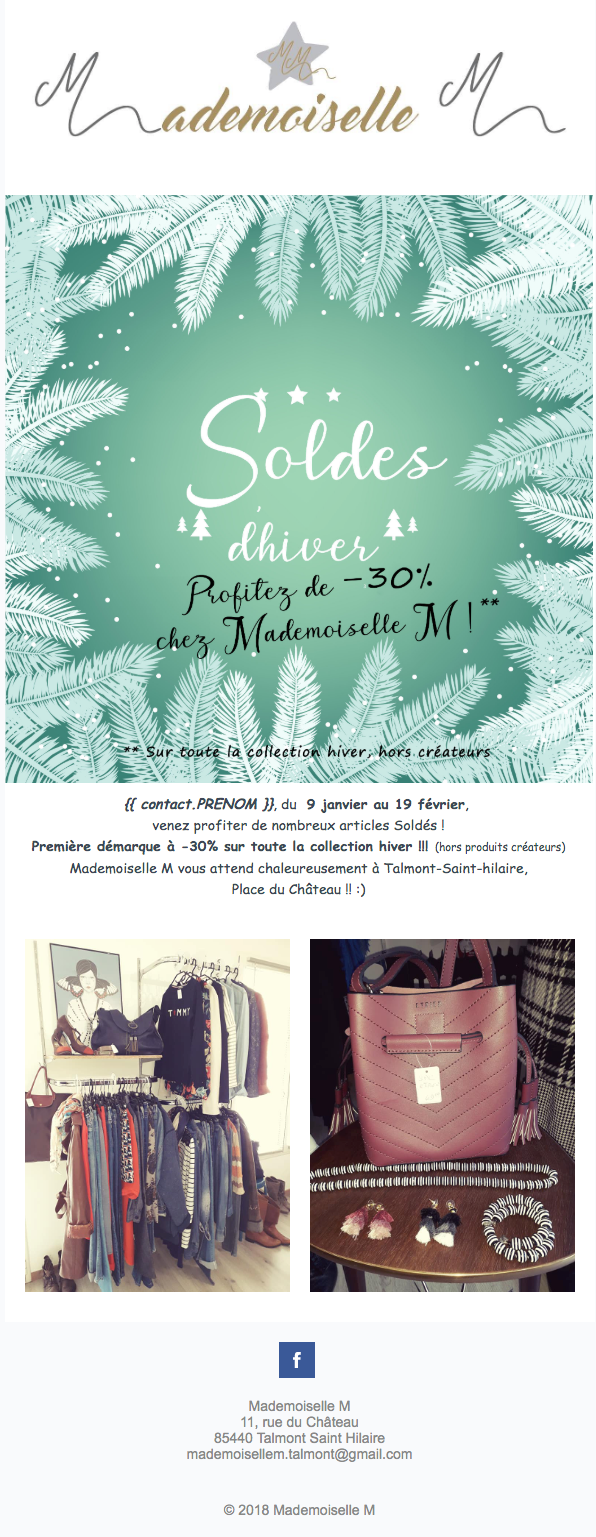 MM
Mademoiselle M
Soldes
d'hiver
Profitez de -30%
chez Mademoiselle M ! **
** Sur toute la collection hiver, hors créateurs
{{ contact.PRENOM }}, du 9 janvier au 19 février,
venez profiter de nombreux articles Soldés !
Première démarque à -30% sur toute la collection hiver !!! (hors produits créateurs)
Mademoiselle M vous attend chaleureusement à Talmont-Saint-hilaire,
Place du Château !! :)
TOMMY
f
Mademoiselle M
11, rue du Château
85440 Talmont Saint Hilaire
mademoisellem.talmont@gmail.com
© 2018 Mademoiselle M